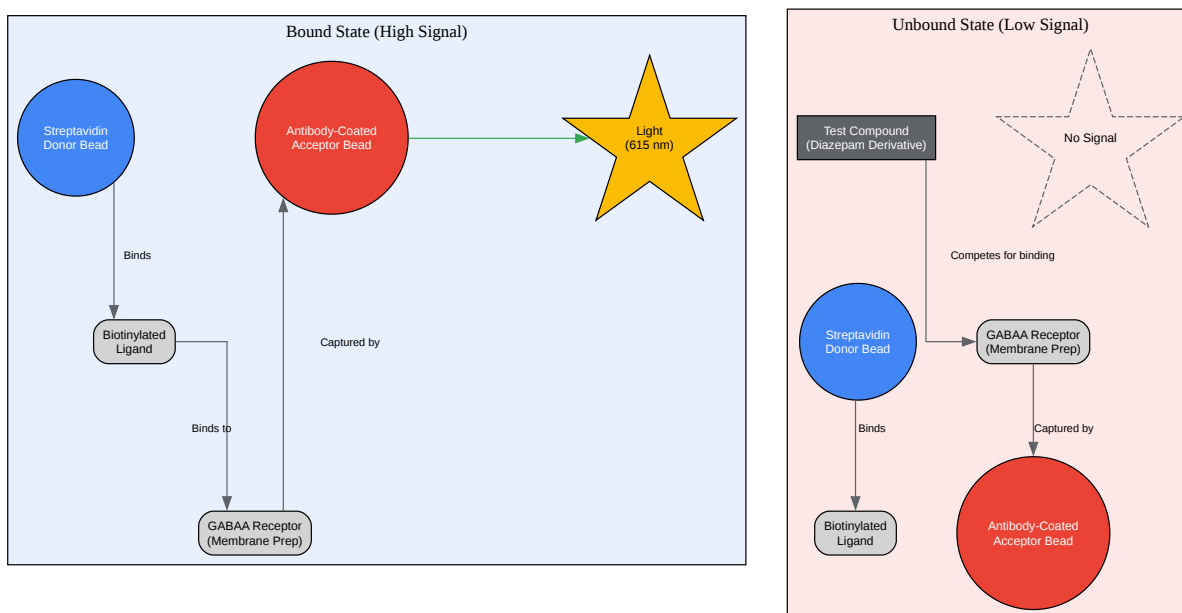 Bound State (High Signal)
Streptavidin
Donor Bead
Antibody-Coated
Acceptor Bead
Light
(615 nm)
Binds
Biotinylated
Ligand
Captured by
Binds to
GABAA Receptor
(Membrane Prep)
Unbound State (Low Signal)
Test Compound
(Diazepam Derivative)
No Signal
Competes for binding
Streptavidin
Donor Bead
GABAA Receptor
(Membrane Prep)
Binds
Captured by
Biotinylated
Ligand
Antibody-Coated
Acceptor Bead